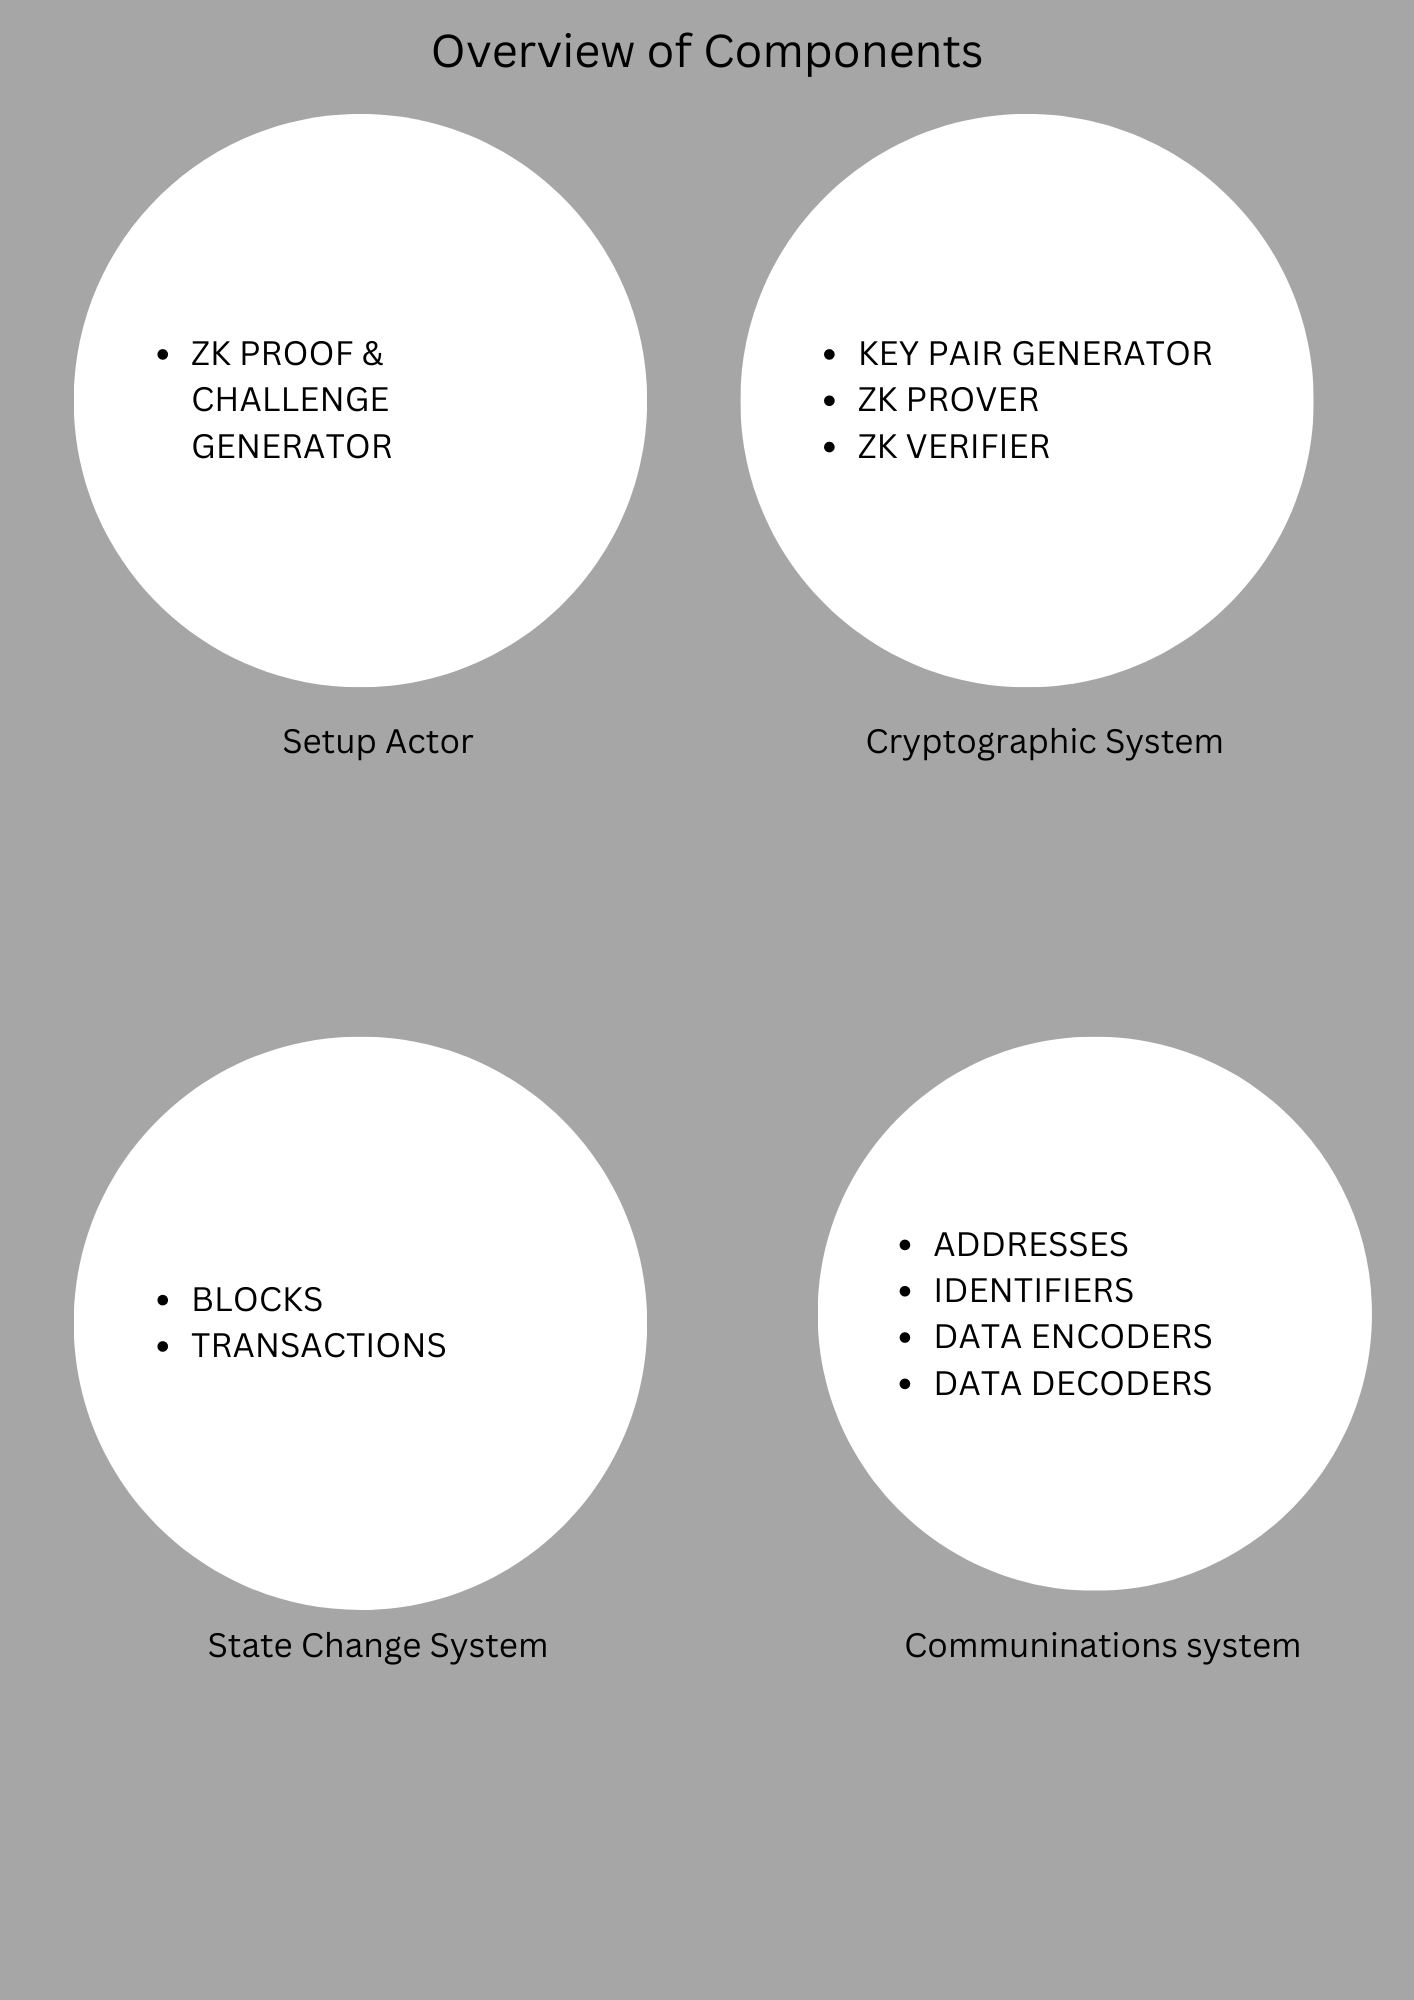 Overview of Components
• ZK PROOF &
CHALLENGE
GENERATOR
• KEY PAIR GENERATOR
• ZK PROVER
• ZK VERIFIER
Setup Actor
Cryptographic System
• BLOCKS
• TRANSACTIONS
• ADDRESSES
• IDENTIFIERS
• DATA ENCODERS
• DATA DECODERS
State Change System
Communinations system